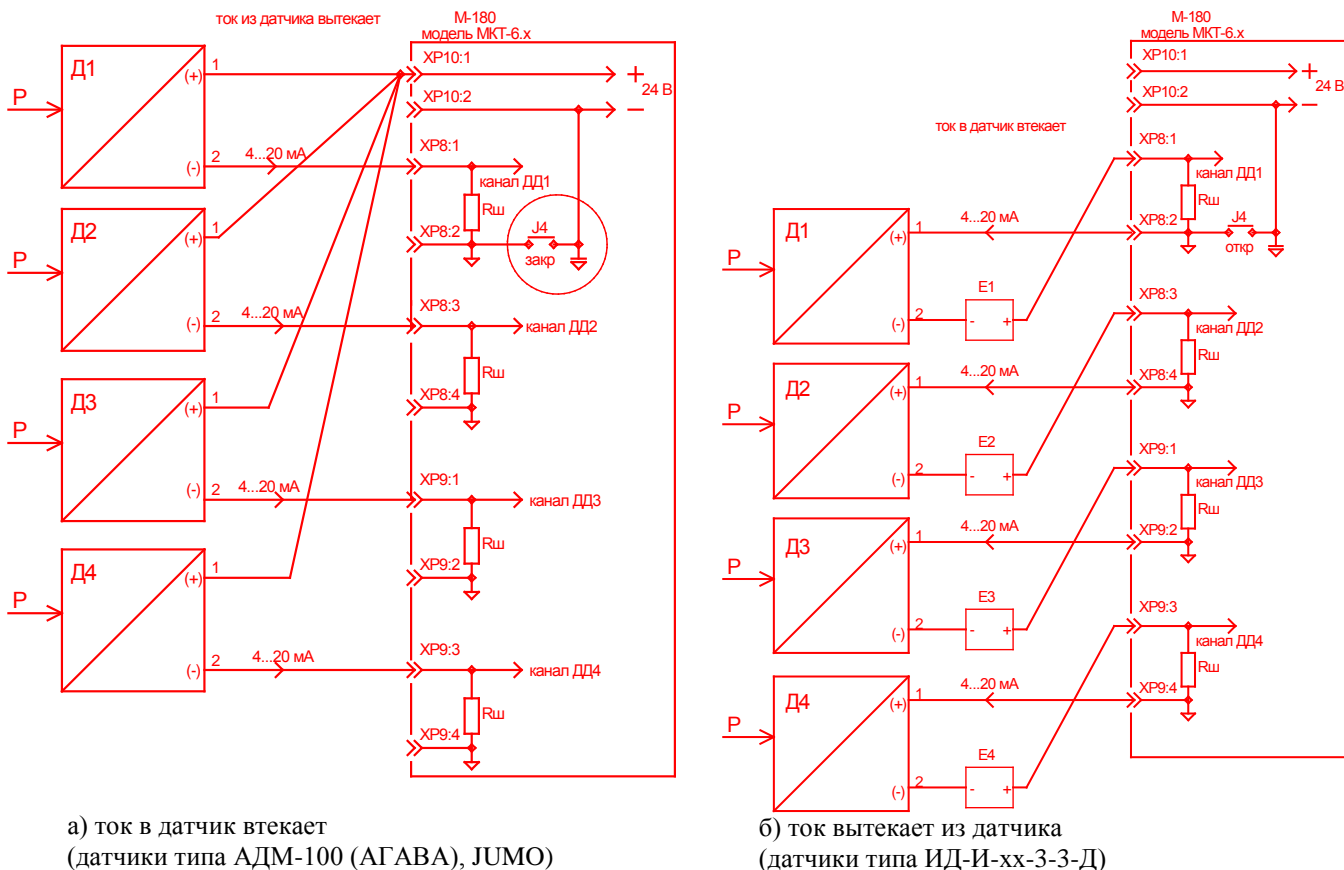 ток из датчика вытекает
М-180
модель МКТ-6.х
Д1
P
(+)
1
(-)
2
4...20 мА
XP10:1
+
24 В
XP10:2
−
XP8:1
канал ДД1
Rш
XP8:2
J4
закр
Д2
P
(+)
1
(-)
2
4...20 мА
XP8:3
канал ДД2
Rш
XP8:4
Д3
P
(+)
1
(-)
2
4...20 мА
XP9:1
канал ДД3
Rш
XP9:2
Д4
P
(+)
1
(-)
2
4...20 мА
XP9:3
канал ДД4
Rш
XP9:4
а) ток в датчик втекает
(датчики типа АДМ-100 (АГАВА), JUMO)
М-180
модель МКТ-6.х
XP10:1
+
24 В
XP10:2
−
ток в датчик втекает
XP8:1
канал ДД1
Rш
Д1
P
(+)
1
4...20 мА
XP8:2
J4
откр
(-)
2
E1
- +
XP8:3
канал ДД2
Rш
Д2
P
(+)
1
4...20 мА
XP8:4
(-)
2
E2
- +
XP9:1
канал ДД3
Rш
Д3
P
(+)
1
4...20 мА
XP9:2
(-)
2
E3
- +
XP9:3
канал ДД4
Rш
Д4
P
(+)
1
4...20 мА
XP9:4
(-)
2
E4
- +
б) ток вытекает из датчика
(датчики типа ИД-И-хх-3-3-Д)